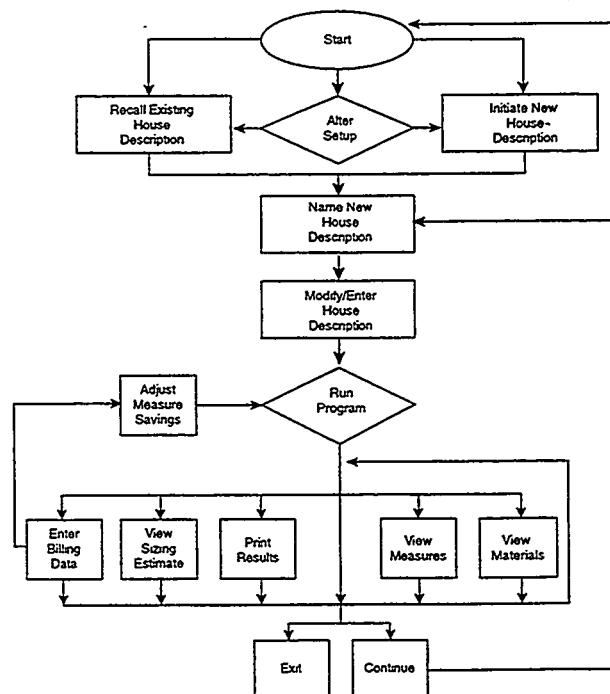 Start
Recall Existing
House
Description
Alter
Setup
Initiate New
House-
Description
Name New
House
Description
Modify/Enter
House
Description
Adjust
Measure
Savings
Run
Program
Enter
Billing
Data
View
Sizing
Estimate
Print
Results
View
Measures
View
Materials
Exit
Continue